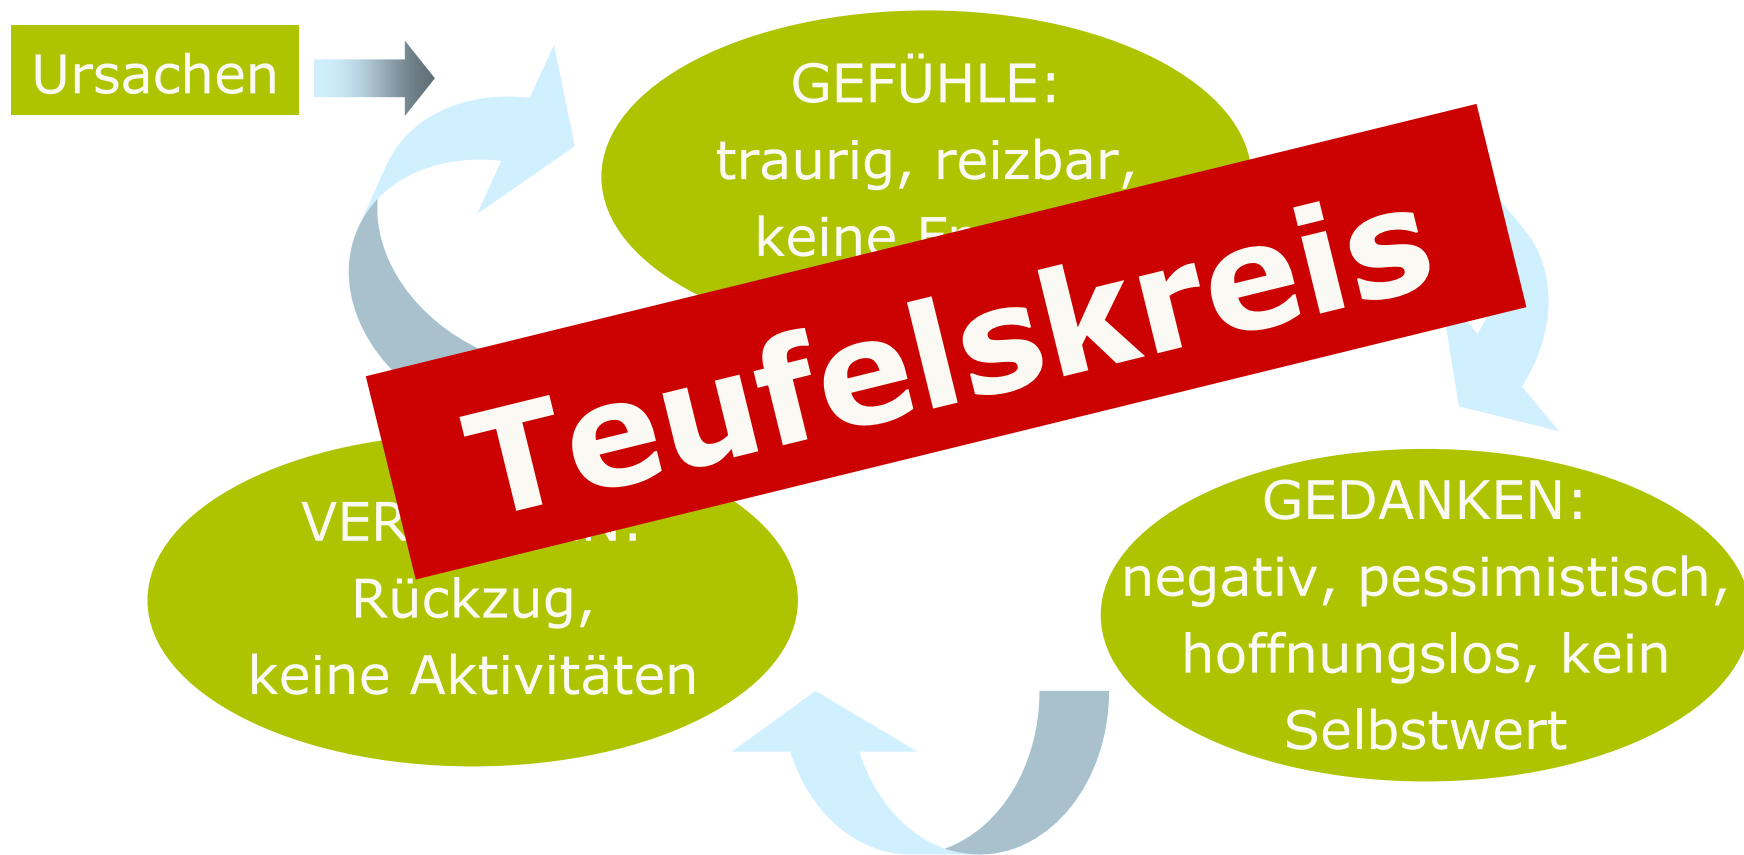 Ursachen
GEFÜHLE:
traurig, reizbar,
keine
Teufelskreis
Rückzug,
keine Aktivitäten
GEDANKEN:
negativ, pessimistisch,
hoffnungslos, kein
Selbstwert